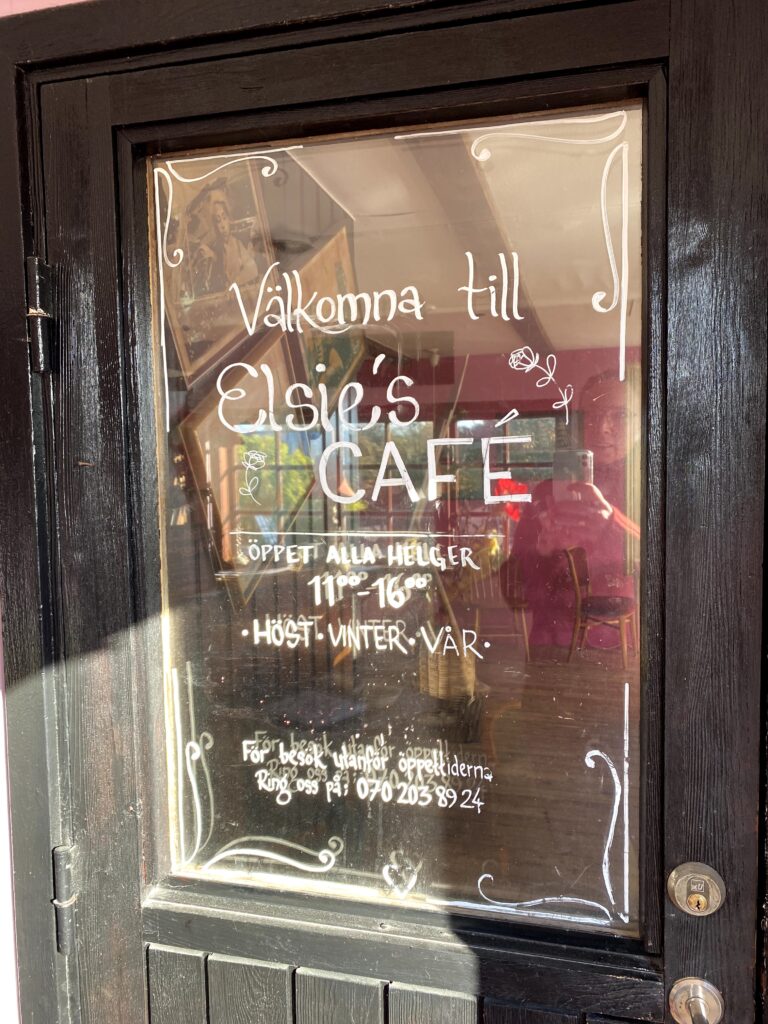 Välkomna till
Elsie's
CAFÉ
ÖPPET ALLA HELGER
11⁰⁰-16⁰⁰
·HÖST·VINTER·VÅR·
För besök utanför öppettiderna
Ring oss på: 070 203 89 24